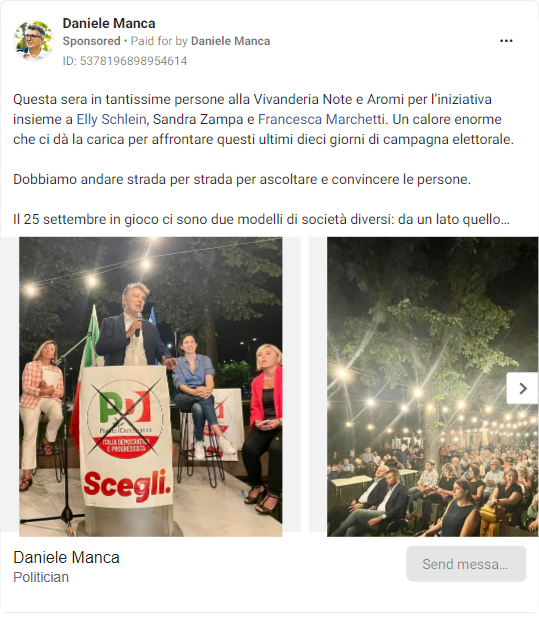 Daniele Manca
Sponsored • Paid for by Daniele Manca
ID: 5378196898954614
Questa sera in tantissime persone alla Vivanderia Note e Aromi per l'iniziativa
insieme a Elly Schlein, Sandra Zampa e Francesca Marchetti. Un calore enorme
che ci dà la carica per affrontare questi ultimi dieci giorni di campagna elettorale.
Dobbiamo andare strada per strada per ascoltare e convincere le persone.
Il 25 settembre in gioco ci sono due modelli di società diversi: da un lato quello...
PD
Partito Democratico
ITALIA DEMOCRATICA
E PROGRESSISTA
Scegli.
Daniele Manca
Politician
Send messa...